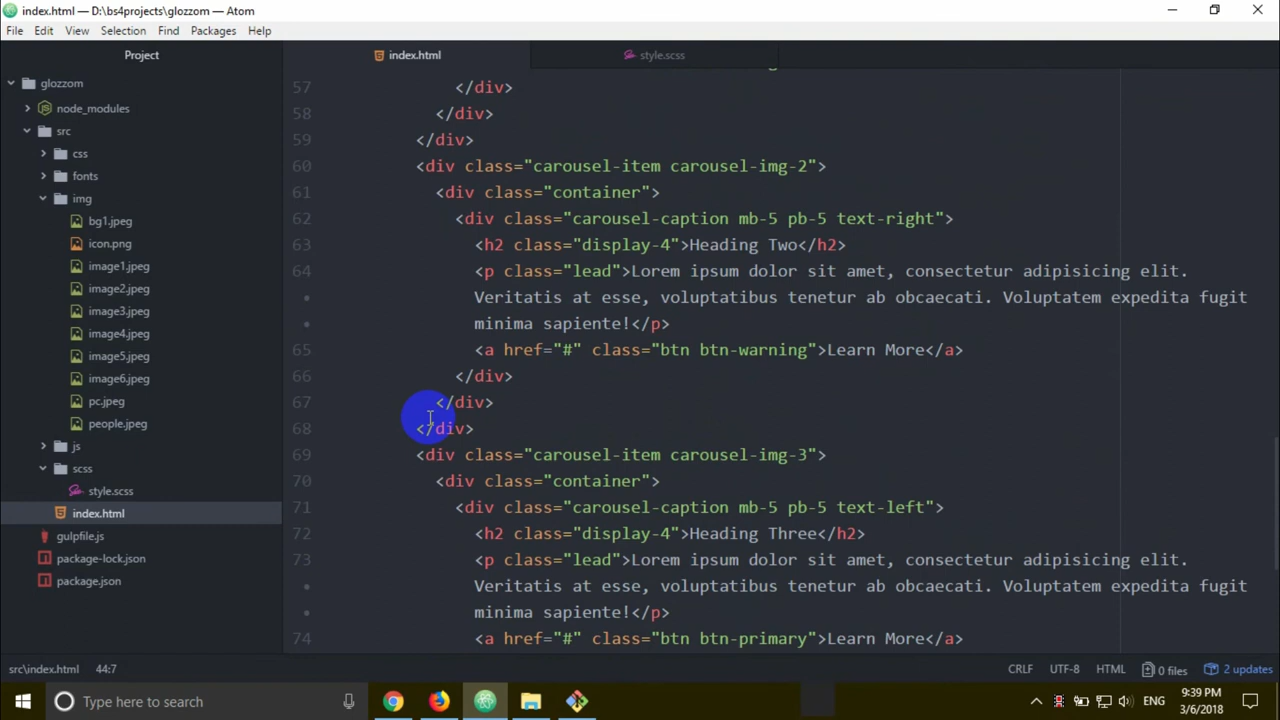 index.html — D:\bs4projects\glozzom — Atom
File Edit View Selection Find Packages Help
Project
index.html
style.scss
glozzom
node_modules
src
css
fonts
img
bg1.jpeg
icon.png
image1.jpeg
image2.jpeg
image3.jpeg
image4.jpeg
image5.jpeg
image6.jpeg
pc.jpeg
people.jpeg
js
scss
style.scss
index.html
gulpfile.js
package-lock.json
package.json
57 </div>
58 </div>
59 </div>
60 <div class="carousel-item carousel-img-2">
61 <div class="container">
62 <div class="carousel-caption mb-5 pb-5 text-right">
63 <h2 class="display-4">Heading Two</h2>
64 <p class="lead">Lorem ipsum dolor sit amet, consectetur adipisicing elit.
• Veritatis at esse, voluptatibus tenetur ab obcaecati. Voluptatem expedita fugit
• minima sapiente!</p>
65 <a href="#" class="btn btn-warning">Learn More</a>
66 </div>
67 </div>
68 </div>
69 <div class="carousel-item carousel-img-3">
70 <div class="container">
71 <div class="carousel-caption mb-5 pb-5 text-left">
72 <h2 class="display-4">Heading Three</h2>
73 <p class="lead">Lorem ipsum dolor sit amet, consectetur adipisicing elit.
• Veritatis at esse, voluptatibus tenetur ab obcaecati. Voluptatem expedita fugit
• minima sapiente!</p>
74 <a href="#" class="btn btn-primary">Learn More</a>
src\index.html 44:7
CRLF UTF-8 HTML 0 files 2 updates
Type here to search
ENG
9:39 PM
3/6/2018